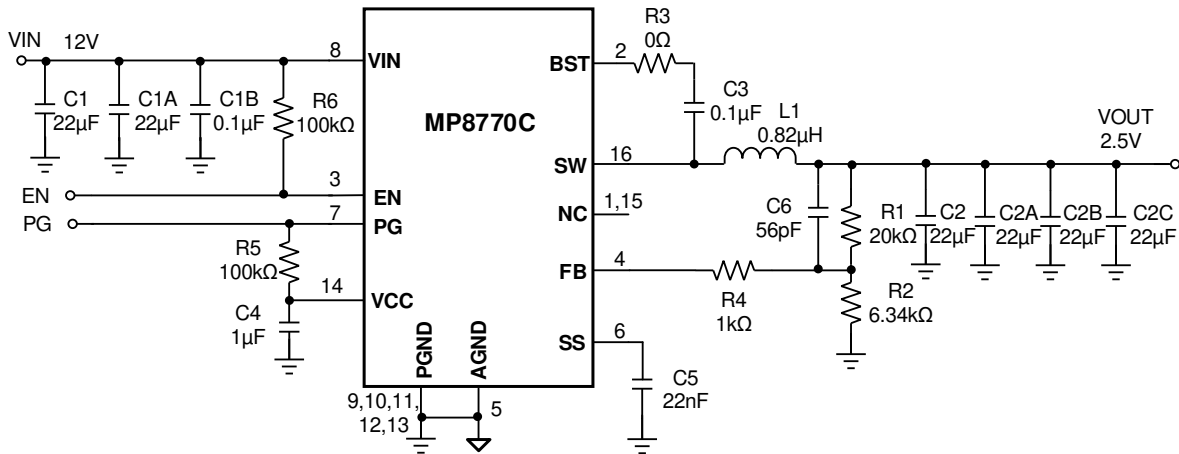 VIN
12V
C1
22µF
C1A
22µF
C1B
0.1µF
R6
100kΩ
EN
PG
R5
100kΩ
C4
1µF
8
3
7
14
VIN
EN
PG
VCC
MP8770C
BST
SW
NC
FB
SS
PGND
AGND
9,10,11,
12,13
5
2
16
1,15
4
6
R3
0Ω
C3
0.1µF
L1
0.82µH
C6
56pF
R1
20kΩ
R4
1kΩ
R2
6.34kΩ
C5
22nF
C2
22µF
C2A
22µF
C2B
22µF
C2C
22µF
VOUT
2.5V